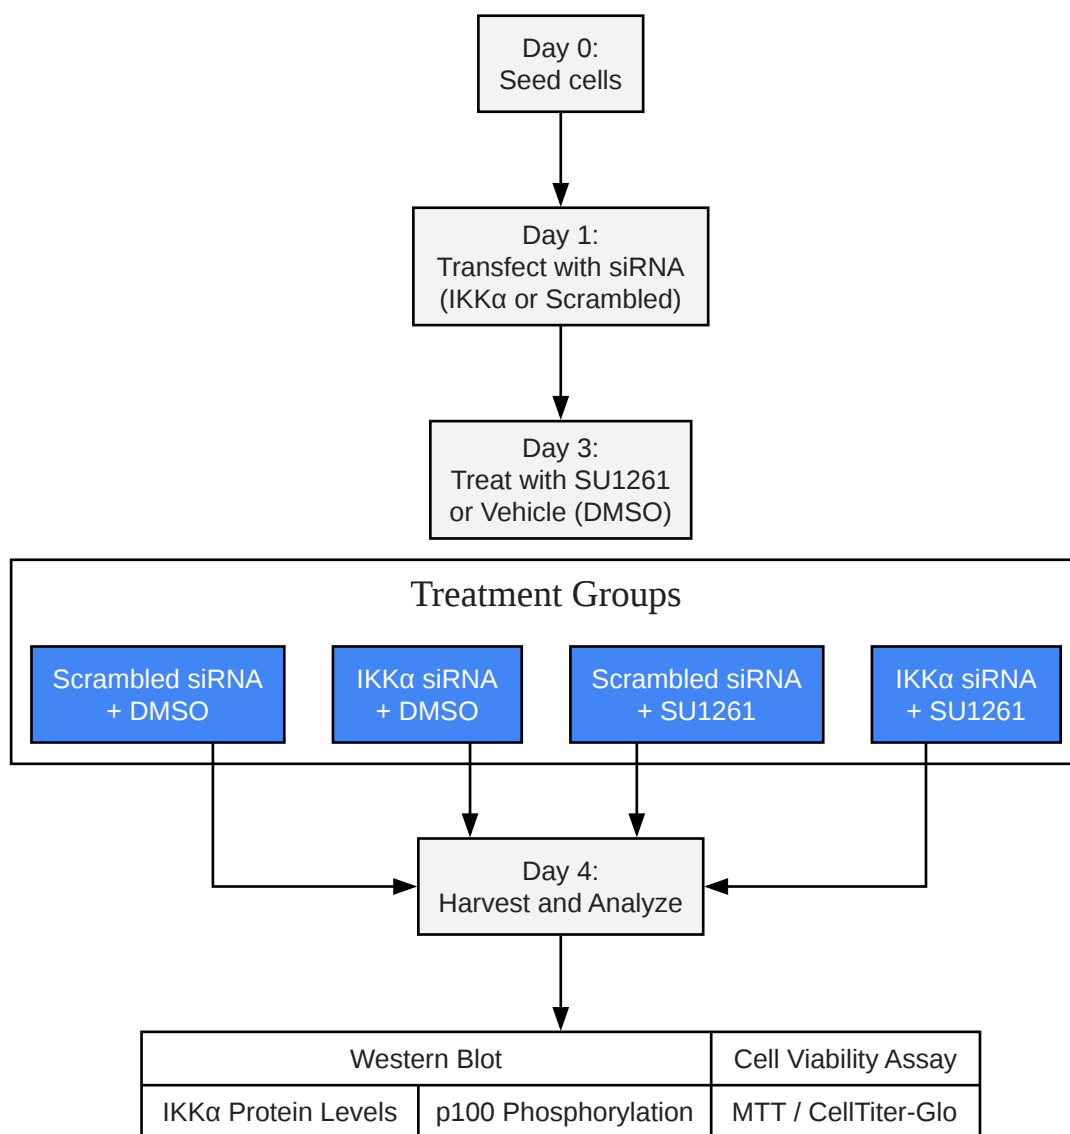 Day 0:
Seed cells
Day 1:
Transfect with siRNA
(IKKα or Scrambled)
Day 3:
Treat with SU1261
or Vehicle (DMSO)
Treatment Groups
Scrambled siRNA
+ DMSO
IKKα siRNA
+ DMSO
Scrambled siRNA
+ SU1261
IKKα siRNA
+ SU1261
Day 4:
Harvest and Analyze
Western Blot
Cell Viability Assay
IKKα Protein Levels
p100 Phosphorylation
MTT / CellTiter-Glo